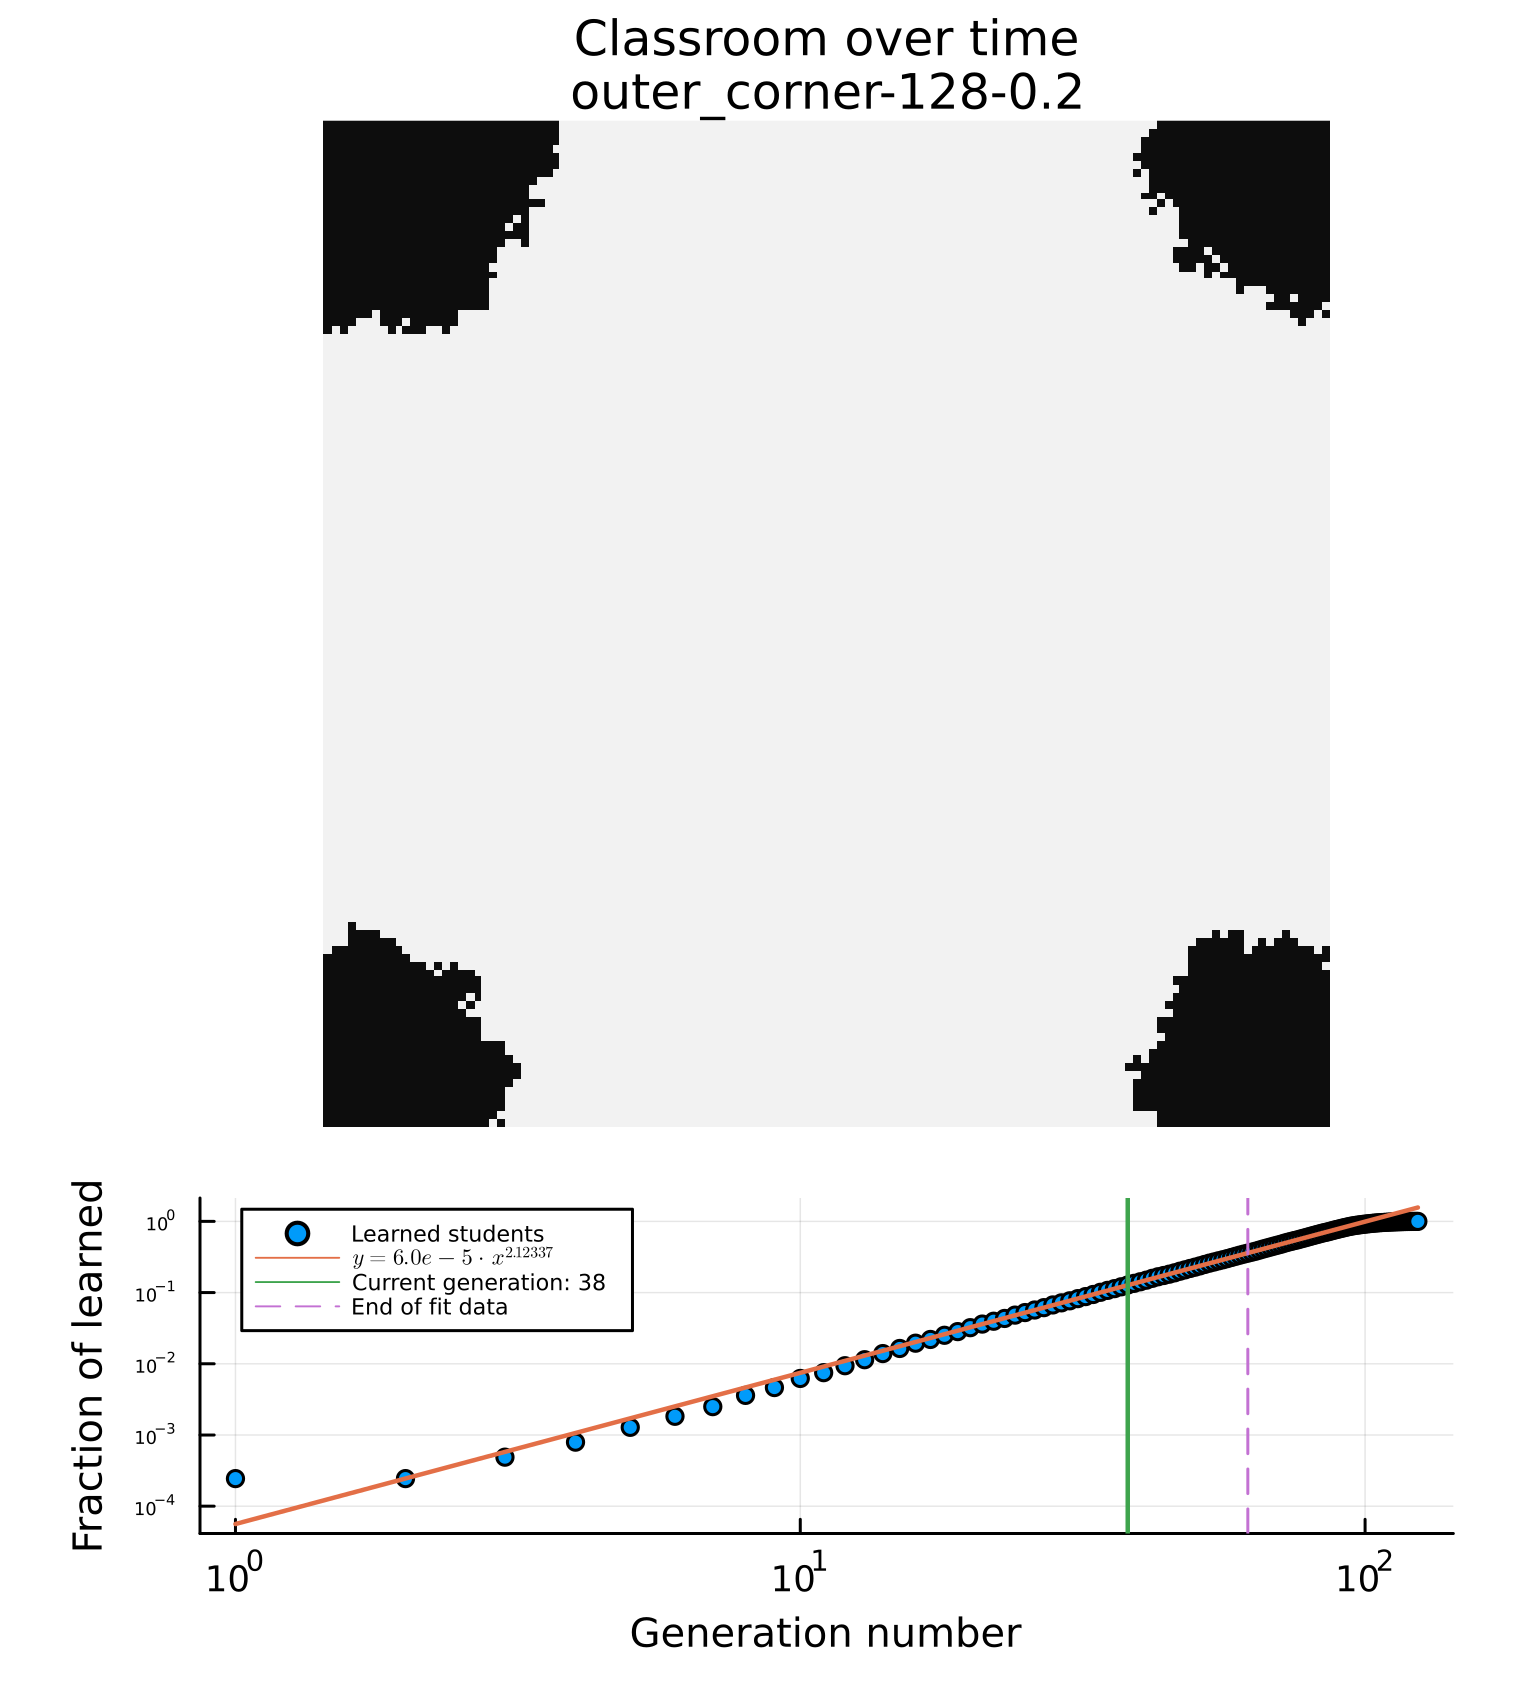 Classroom over time
outer_corner-128-0.2
Fraction of learned
10^0
10^-1
10^-2
10^-3
10^-4
Learned students
y = 6.0e − 5 · x^2.12337
Current generation: 38
End of fit data
10^0 10^1 10^2
Generation number